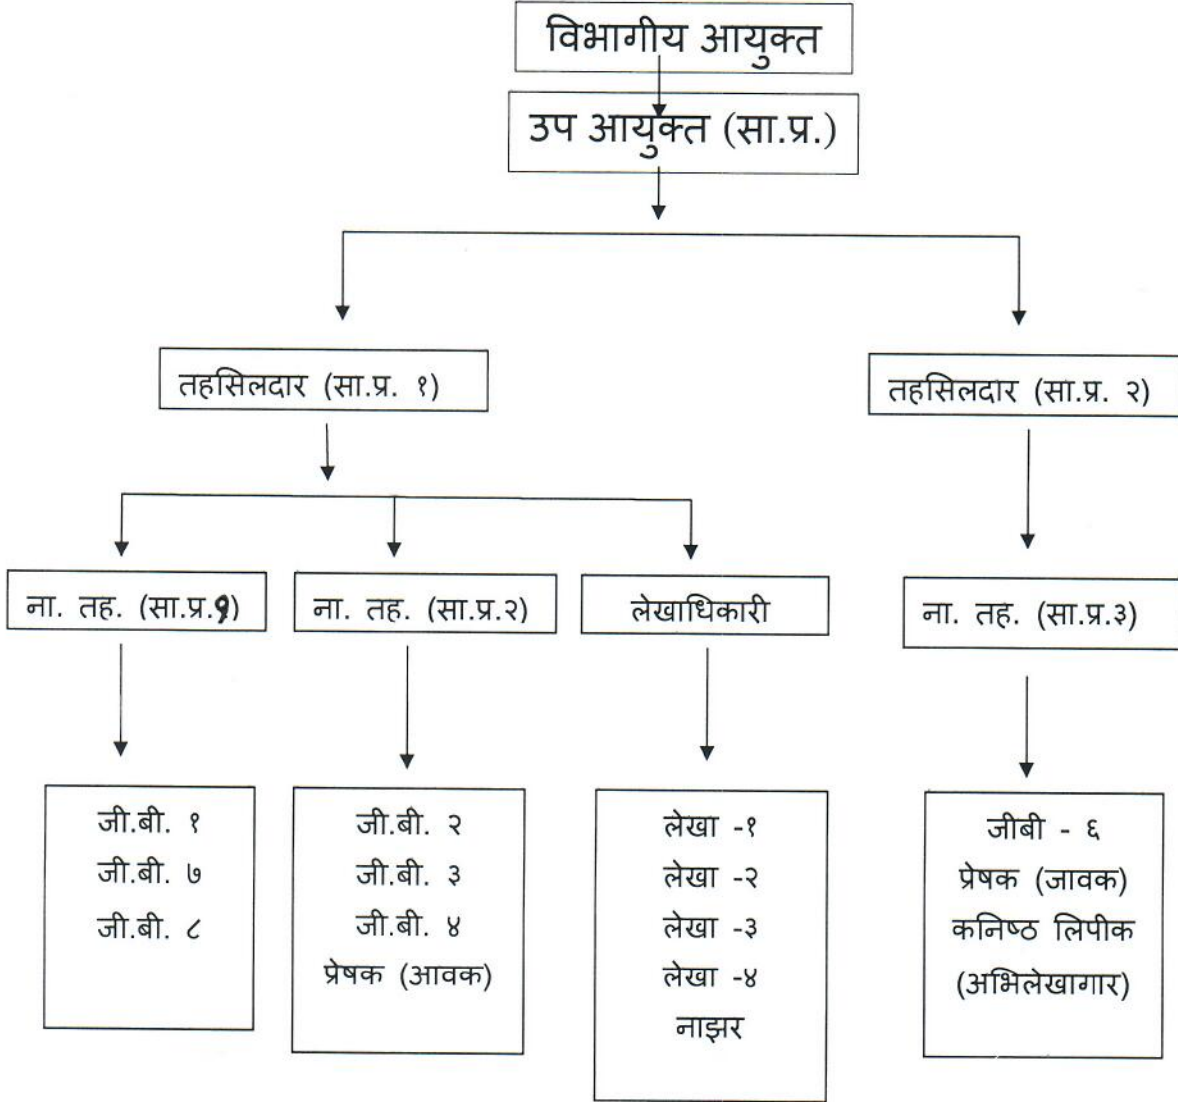 विभागीय आयुक्त
उप आयुक्त (सा.प्र.)
तहसिलदार (सा.प्र. १)
तहसिलदार (सा.प्र. २)
ना. तह. (सा.प्र.१)
ना. तह. (सा.प्र.२)
लेखाधिकारी
ना. तह. (सा.प्र.३)
जी.बी. १
जी.बी. ७
जी.बी. ८
जी.बी. २
जी.बी. ३
जी.बी. ४
प्रेषक (आवक)
लेखा -१
लेखा -२
लेखा -३
लेखा -४
नाझर
जीबी - ६
प्रेषक (जावक)
कनिष्ठ लिपीक
(अभिलेखागार)